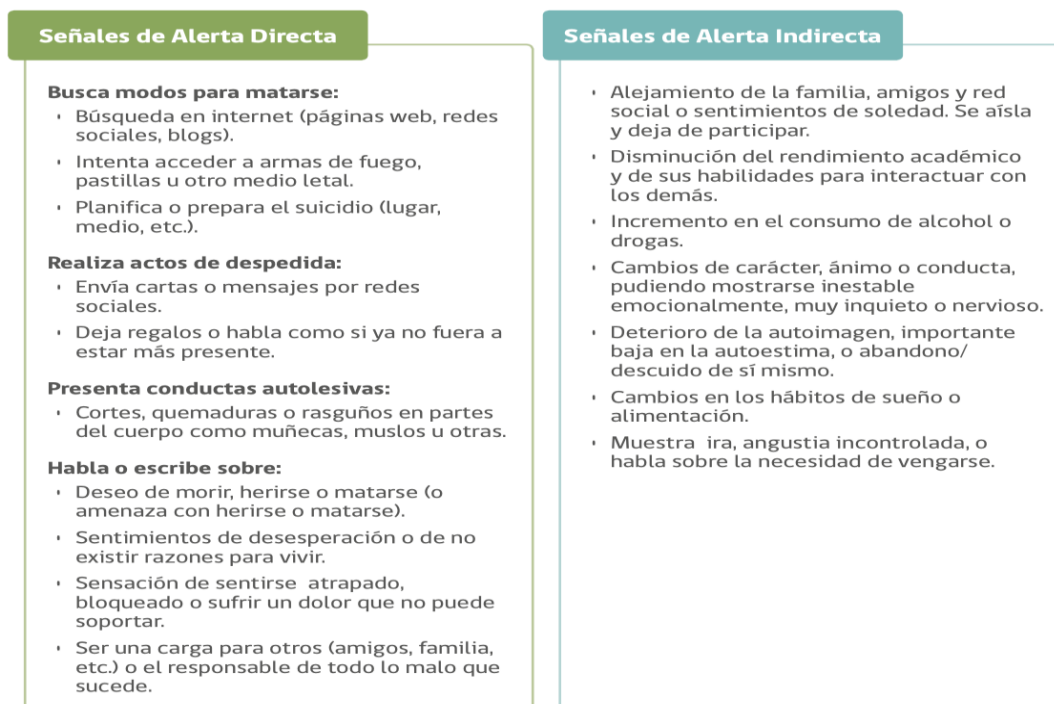 Señales de Alerta Directa
Busca modos para matarse:
• Búsqueda en internet (páginas web, redes
sociales, blogs).
• Intenta acceder a armas de fuego,
pastillas u otro medio letal.
• Planifica o prepara el suicidio (lugar,
medio, etc.).
Realiza actos de despedida:
• Envía cartas o mensajes por redes
sociales.
• Deja regalos o habla como si ya no fuera a
estar más presente.
Presenta conductas autolesivas:
• Cortes, quemaduras o rasguños en partes
del cuerpo como muñecas, muslos u otras.
Habla o escribe sobre:
• Deseo de morir, herirse o matarse (o
amenaza con herirse o matarse).
• Sentimientos de desesperación o de no
existir razones para vivir.
• Sensación de sentirse atrapado,
bloqueado o sufrir un dolor que no puede
soportar.
• Ser una carga para otros (amigos, familia,
etc.) o el responsable de todo lo malo que
sucede.
Señales de Alerta Indirecta
• Alejamiento de la familia, amigos y red
social o sentimientos de soledad. Se aísla
y deja de participar.
• Disminución del rendimiento académico
y de sus habilidades para interactuar con
los demás.
• Incremento en el consumo de alcohol o
drogas.
• Cambios de carácter, ánimo o conducta,
pudiendo mostrarse inestable
emocionalmente, muy inquieto o nervioso.
• Deterioro de la autoimagen, importante
baja en la autoestima, o abandono/
descuido de sí mismo.
• Cambios en los hábitos de sueño o
alimentación.
• Muestra ira, angustia incontrolada, o
habla sobre la necesidad de vengarse.